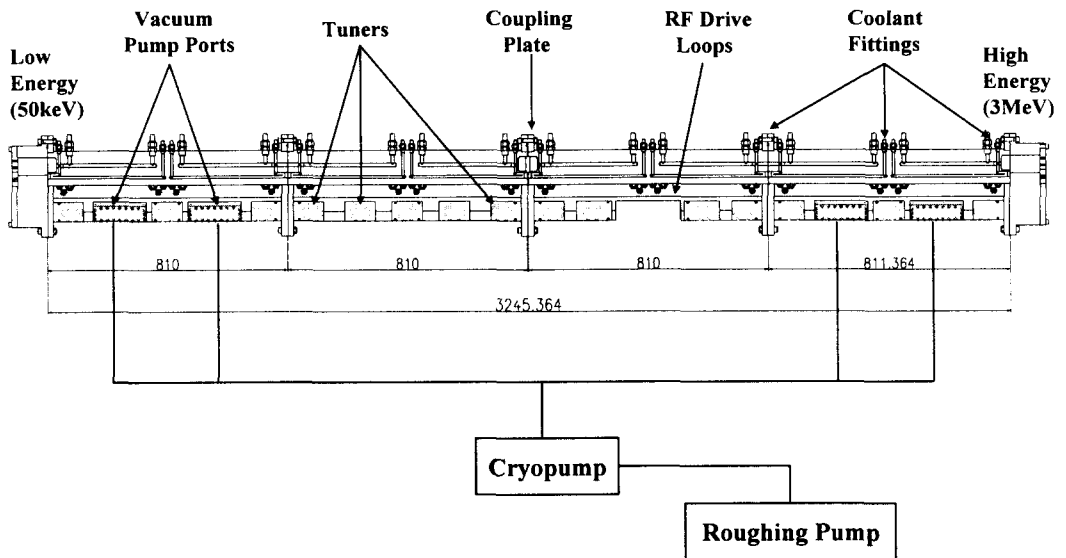 Vacuum
Pump Ports
Tuners
Coupling
Plate
RF Drive
Loops
Coolant
Fittings
Low
Energy
(50keV)
High
Energy
(3MeV)
810
810
810
811.364
3245.364
Cryopump
Roughing Pump